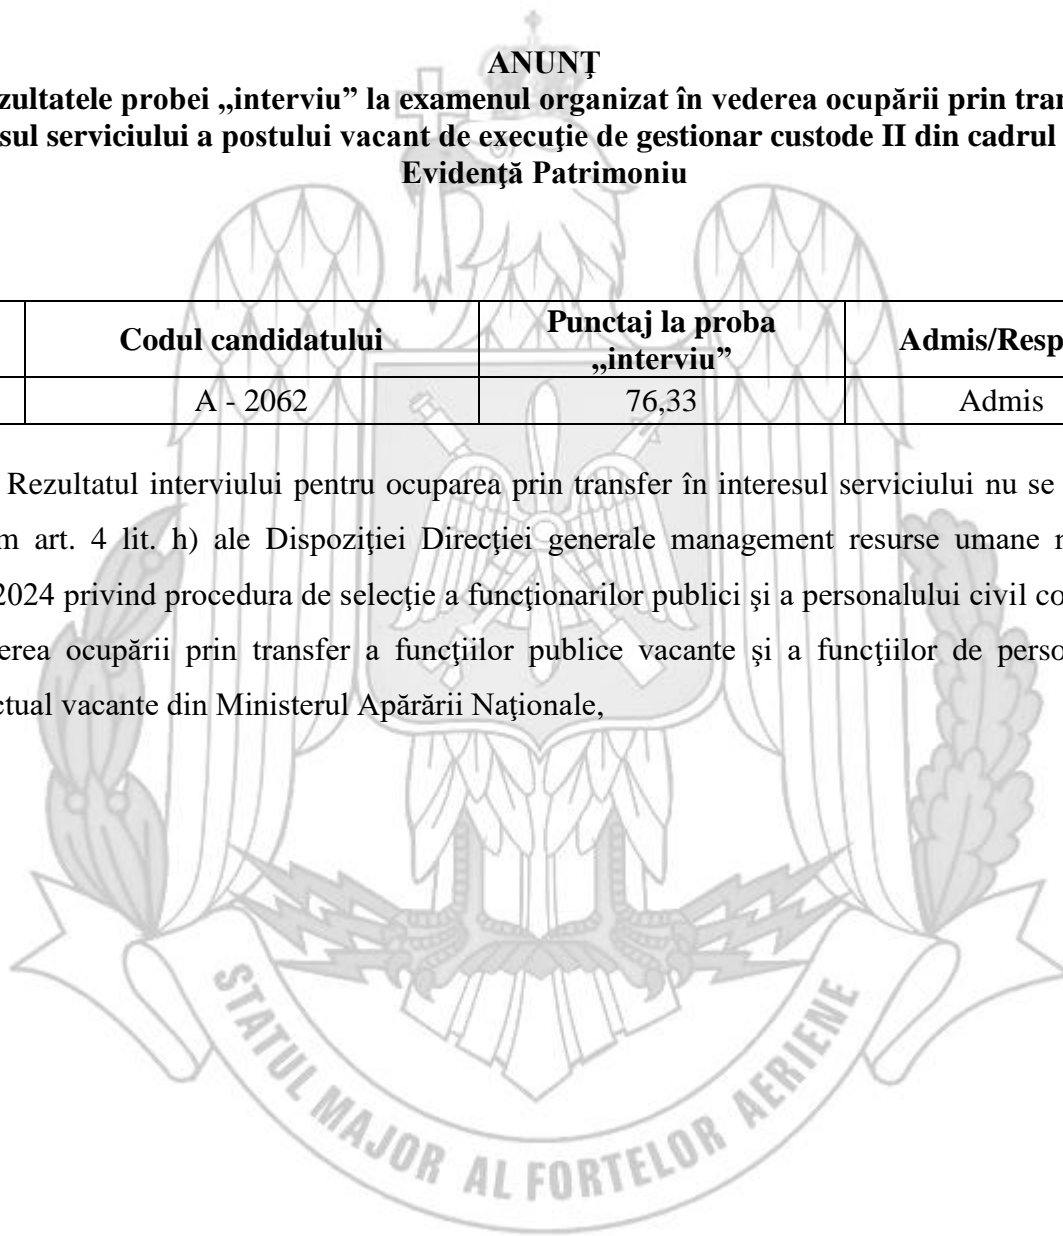 ANUNŢ
zultatele probei „interviu” la examenul organizat în vederea ocupării prin tran
sul serviciului a postului vacant de execuţie de gestionar custode II din cadrul
Evidenţă Patrimoniu
Codul candidatului
Punctaj la proba
„interviu”
Admis/Resp
A - 2062
76,33
Admis
Rezultatul interviului pentru ocuparea prin transfer în interesul serviciului nu se
m art. 4 lit. h) ale Dispoziţiei Direcţiei generale management resurse umane n
2024 privind procedura de selecţie a funcţionarilor publici şi a personalului civil co
erea ocupării prin transfer a funcţiilor publice vacante şi a funcţiilor de perso
ctual vacante din Ministerul Apărării Naţionale,
STATUL MAJOR AL FORTELOR AERIENE